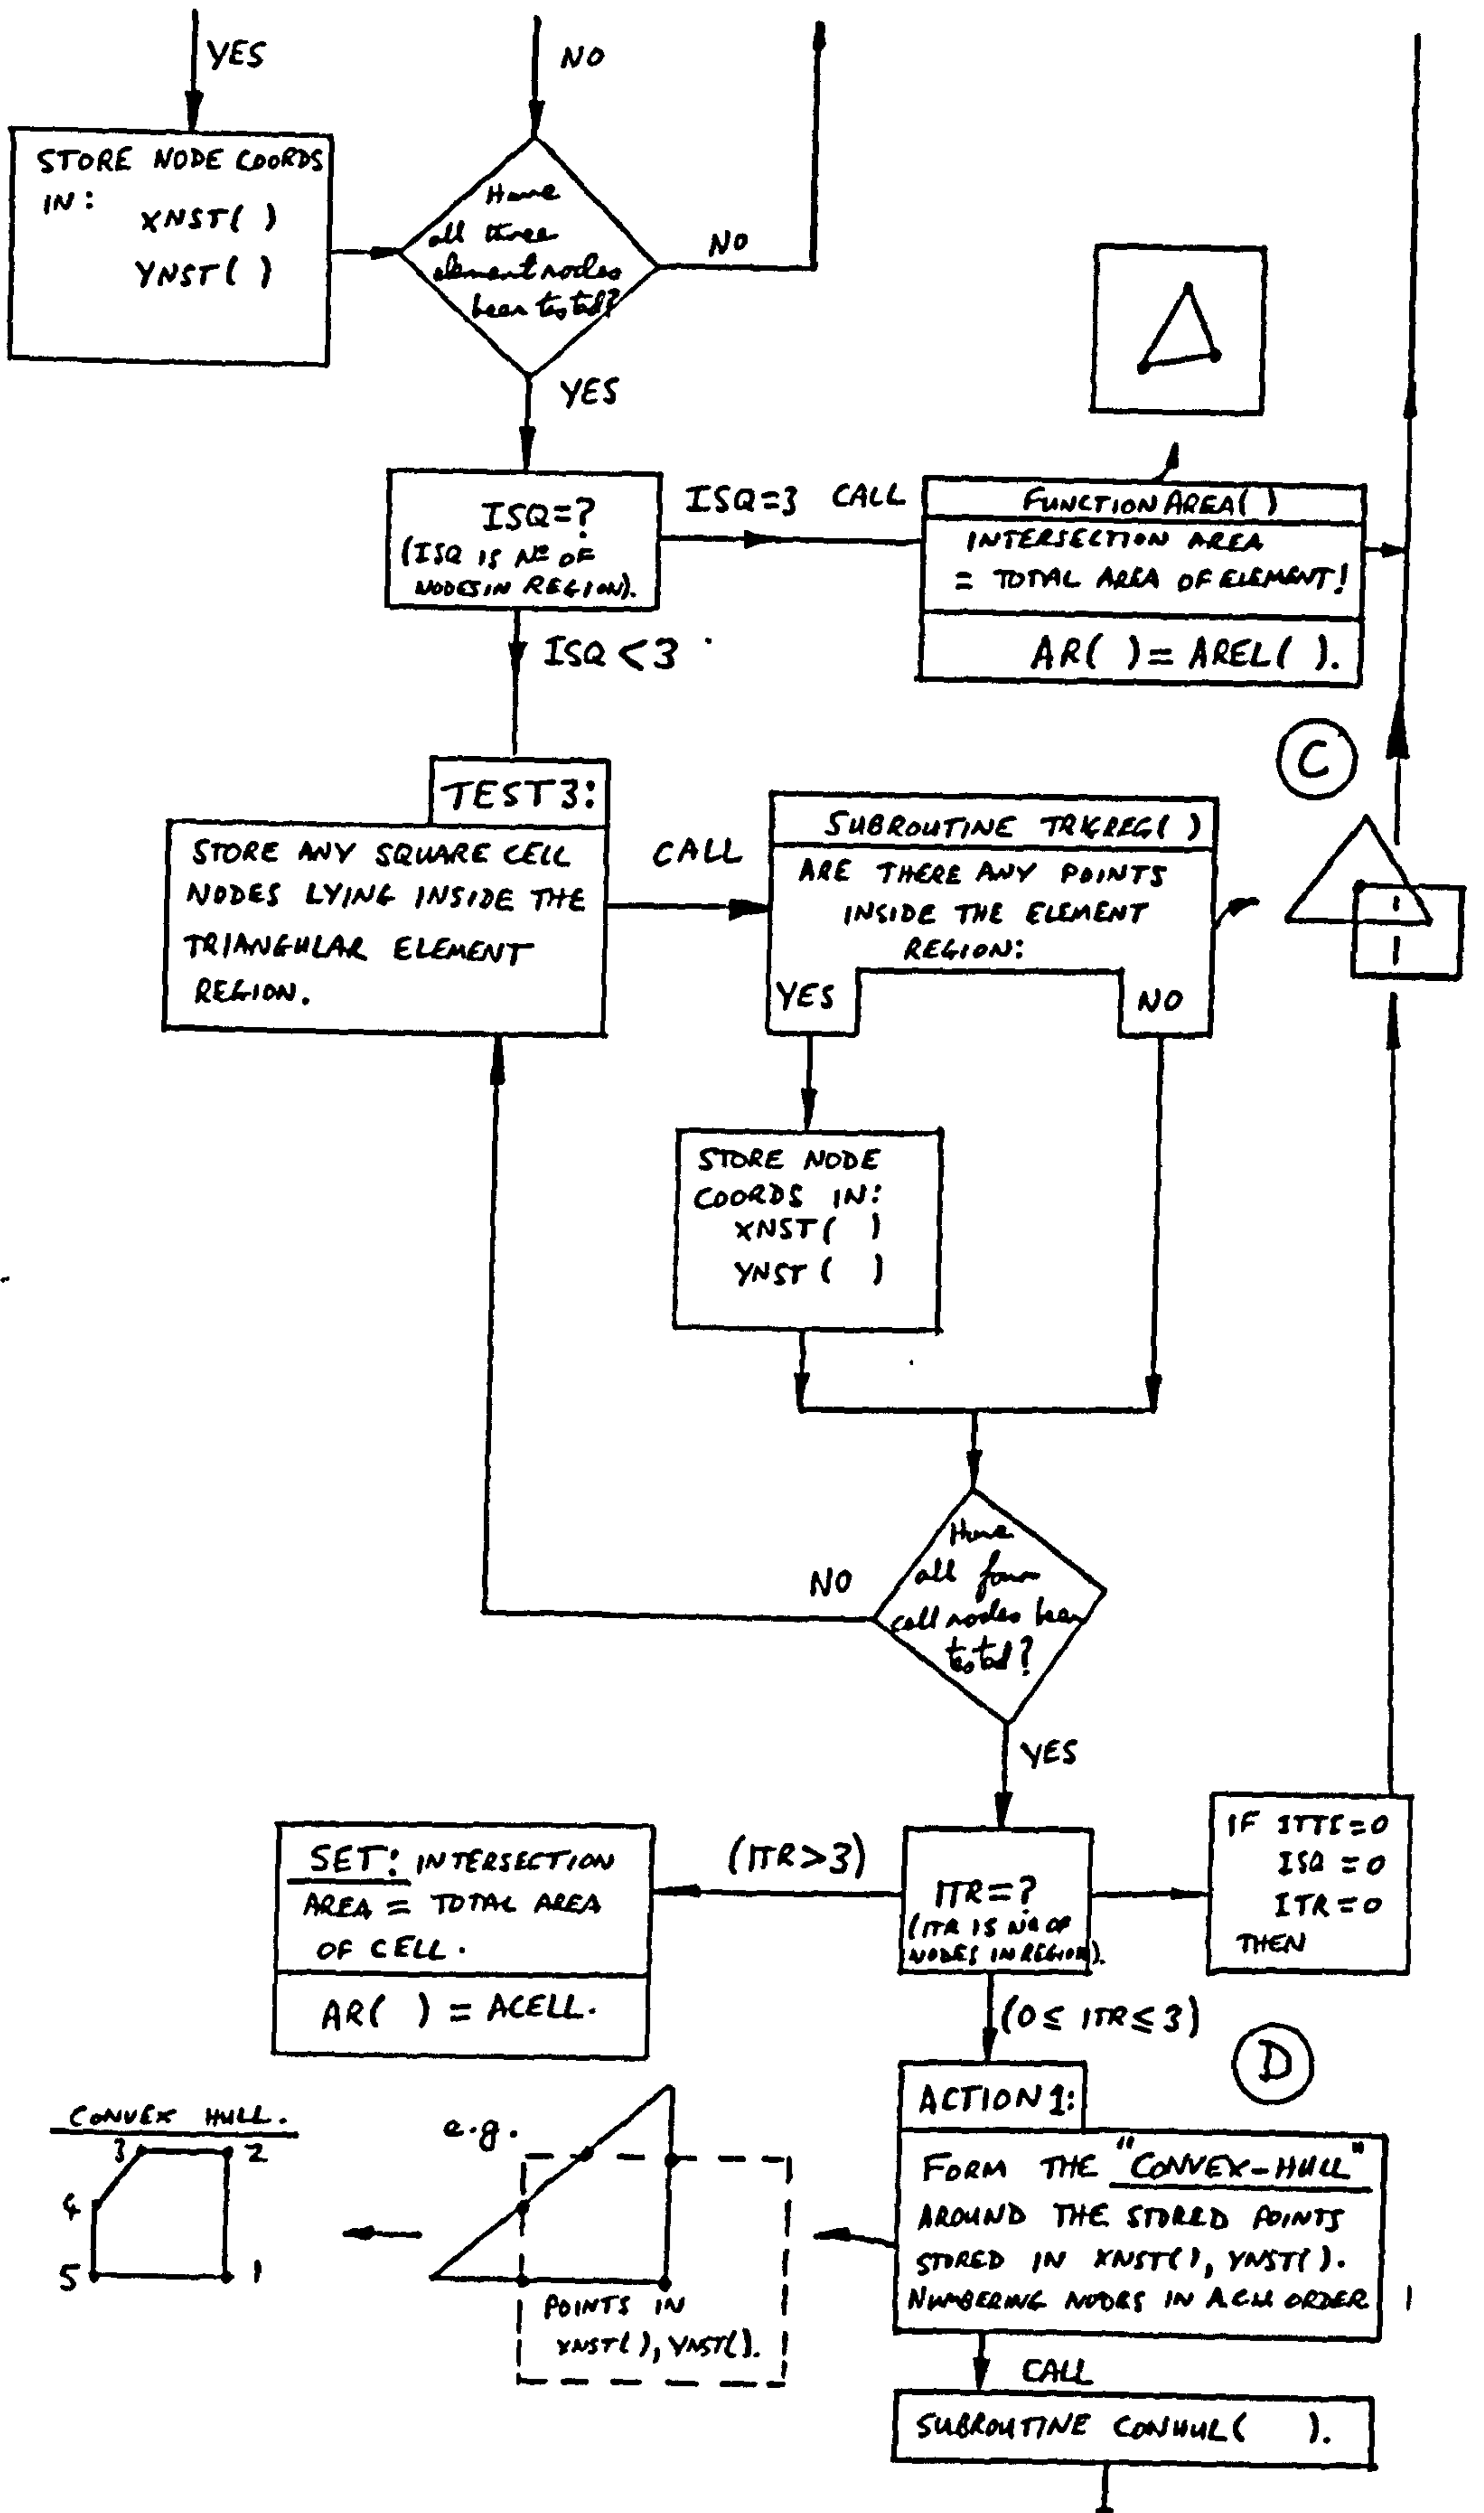 YES
NO
STORE NODE COORDS
IN:
XNST( )
YNST( )
Have
all three
element nodes
been tested?
NO
YES
ISQ=?
(ISQ IS Nº OF
NODES IN REGION).
ISQ=3 CALL
FUNCTION AREA( )
INTERSECTION AREA
= TOTAL AREA OF ELEMENT!
AR( ) = AREL( ).
ISQ<3
C
TEST3:
STORE ANY SQUARE CELL
NODES LYING INSIDE THE
TRIANGULAR ELEMENT
REGION.
CALL
SUBROUTINE TRKREG( )
ARE THERE ANY POINTS
INSIDE THE ELEMENT
REGION:
YES
NO
STORE NODE
COORDS IN:
XNST( )
YNST( )
Have
all four
cell nodes been
tested?
NO
YES
SET: INTERSECTION
AREA = TOTAL AREA
OF CELL.
AR( ) = ACELL.
(ITR>3)
ITR=?
(ITR IS Nº OF
NODES IN REGION).
IF ITTS=0
ISQ=0
ITR=0
THEN
(0≤ ITR≤3)
D
ACTION1:
FORM THE "CONVEX-HULL"
AROUND THE STORED POINTS
STORED IN XNST(), YNST().
NUMBERING NODES IN A.C.W ORDER
e.g.
POINTS IN
XNST(), YNST().
CONVEX HULL.
3
2
4
5
1
CALL
SUBROUTINE CONHUL( ).